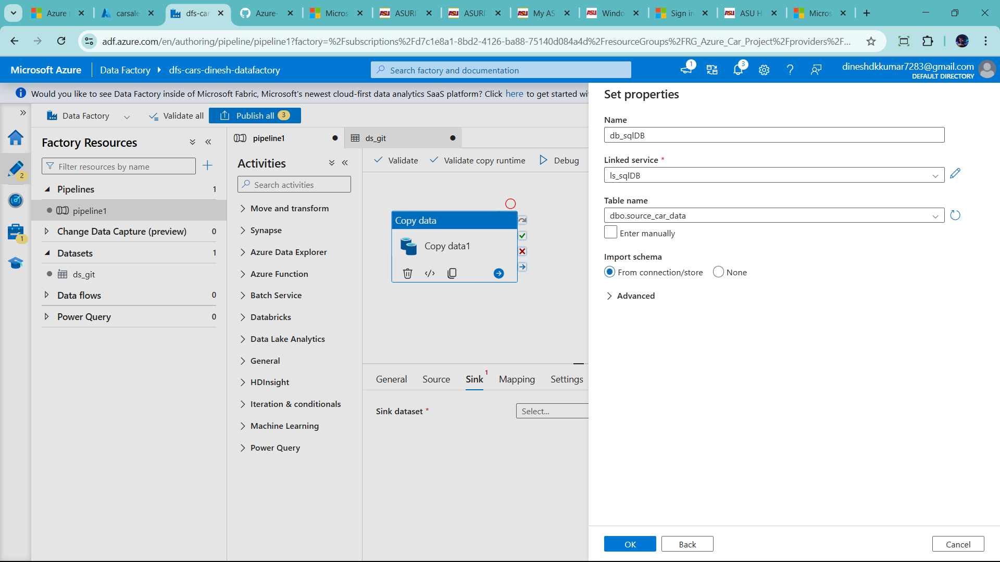 Azure
carsale
dfs-car
Azure-
Micros
ASURI
ASURI
My AS
Windo
Sign in
ASU H
Micros
adf.azure.com/en/authoring/pipeline/pipeline1?factory=%2Fsubscriptions%2Fd7c1e8a1-8bd2-4126-ba88-75140d084a4d%2FresourceGroups%2FRG_Azure_Car_Project%2Fproviders%2F...
Microsoft Azure
Data Factory
dfs-cars-dinesh-datafactory
Search factory and documentation
1
3
dineshdkkumar7283@gmail.com
DEFAULT DIRECTORY
Would you like to see Data Factory inside of Microsoft Fabric, Microsoft's newest cloud-first data analytics SaaS platform? Click here to get started wi
Data Factory
Validate all
Publish all 3
2
1
Factory Resources
Filter resources by name
Pipelines 1
pipeline1
Change Data Capture (preview) 0
Datasets 1
ds_git
Data flows 0
Power Query 0
pipeline1
ds_git
Activities
Search activities
Move and transform
Synapse
Azure Data Explorer
Azure Function
Batch Service
Databricks
Data Lake Analytics
General
HDInsight
Iteration & conditionals
Machine Learning
Power Query
Validate
Validate copy runtime
Debug
Copy data
Copy data1
General
Source
Sink 1
Mapping
Settings
Sink dataset *
Select...
Set properties
Name
db_sqlDB
Linked service *
ls_sqlDB
Table name
dbo.source_car_data
Enter manually
Import schema
From connection/store
None
Advanced
OK
Back
Cancel